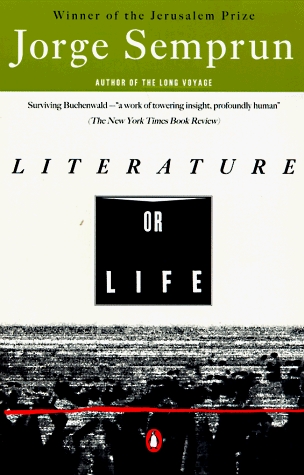 Winner of the Jerusalem Prize
Jorge Semprun
AUTHOR OF THE LONG VOYAGE
Surviving Buchenwald—"a work of towering insight, profoundly human"
(The New York Times Book Review)
LITERATURE
OR
LIFE